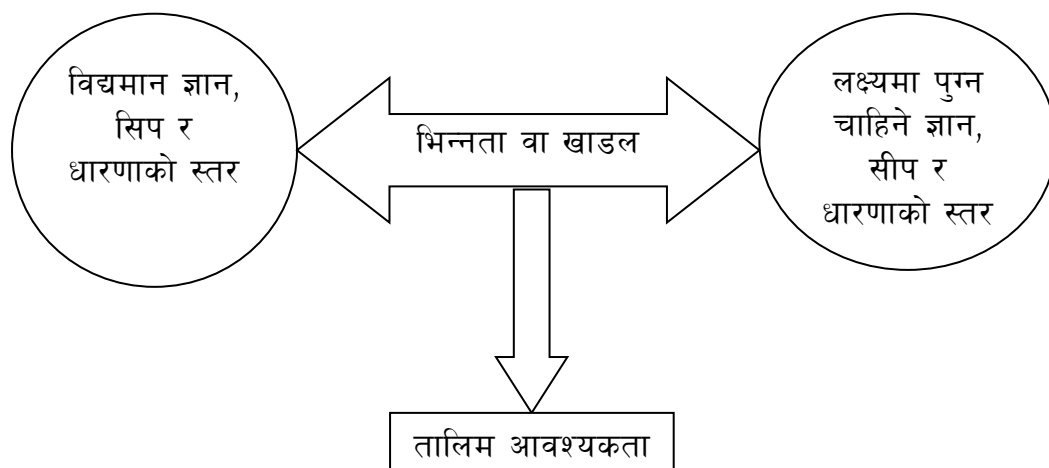 विद्यमान ज्ञान,
सिप र
धारणाको स्तर
भिन्नता वा खाडल
लक्ष्यमा पुग्न
चाहिने ज्ञान,
सीप र
धारणाको स्तर
तालिम आवश्यकता